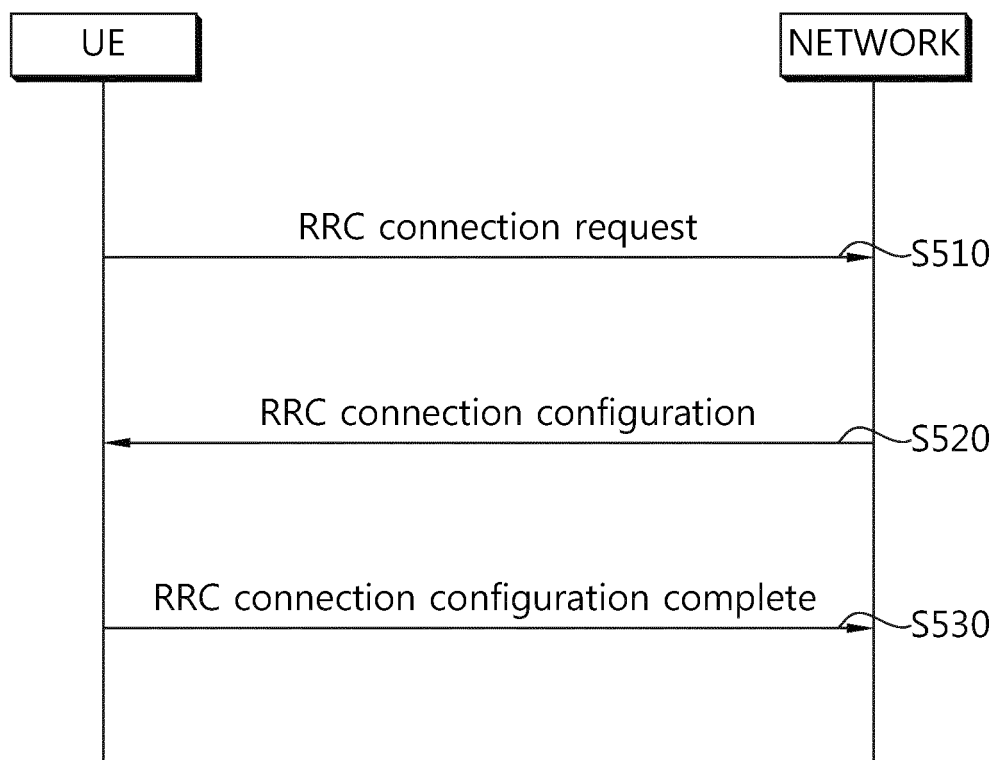 UE
NETWORK
RRC connection request
S510
RRC connection configuration
S520
RRC connection configuration complete
S530